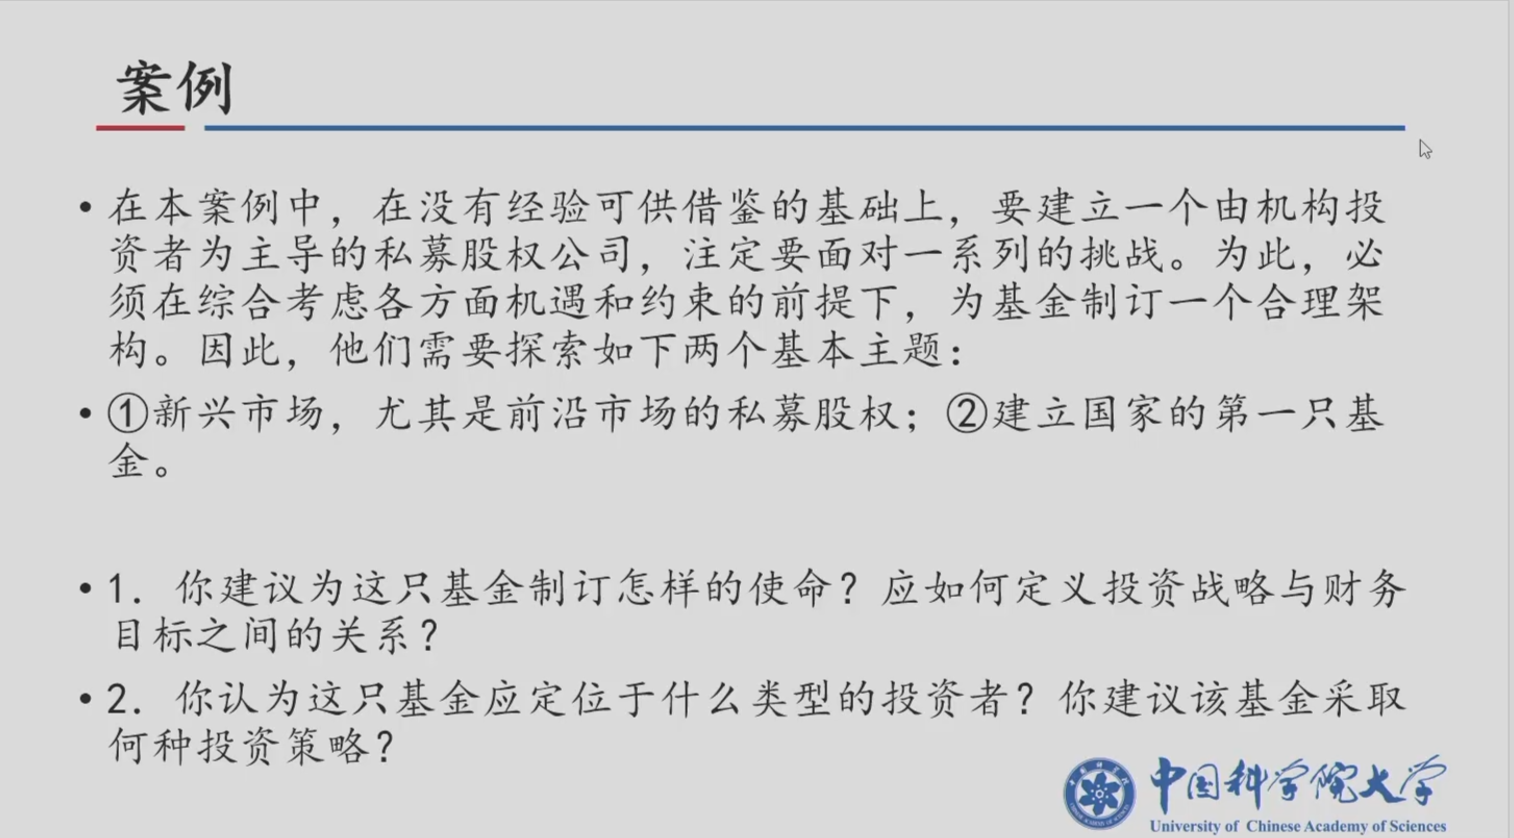 案例
• 在本案例中，在没有经验可供借鉴的基础上，要建立一个由机构投
资者为主导的私募股权公司，注定要面对一系列的挑战。为此，必
须在综合考虑各方面机遇和约束的前提下，为基金制订一个合理架
构。因此，他们需要探索如下两个基本主题：
• ①新兴市场，尤其是前沿市场的私募股权；②建立国家的第一只基
金。
• 1. 你建议为这只基金制订怎样的使命？应如何定义投资战略与财务
目标之间的关系？
• 2. 你认为这只基金应定位于什么类型的投资者？你建议该基金采取
何种投资策略？
中国科学院大学
University of Chinese Academy of Sciences